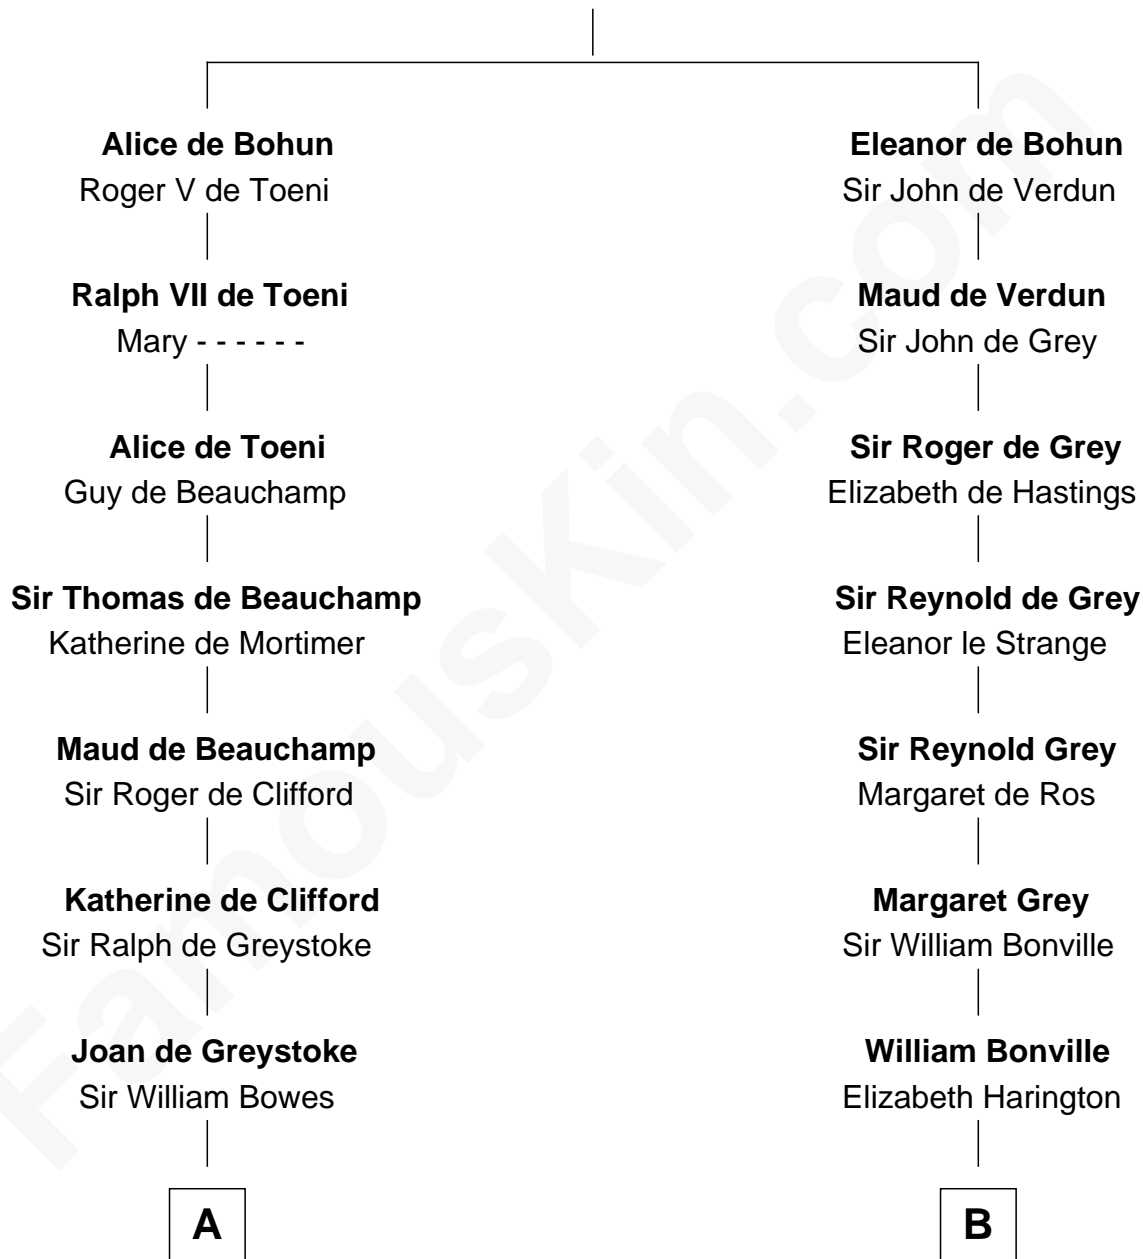 Alice de Bohun
Roger V de Toeni
Ralph VII de Toeni
Mary - - - - - -
Alice de Toeni
Guy de Beauchamp
Sir Thomas de Beauchamp
Katherine de Mortimer
Maud de Beauchamp
Sir Roger de Clifford
Katherine de Clifford
Sir Ralph de Greystoke
Joan de Greystoke
Sir William Bowes
A
Eleanor de Bohun
Sir John de Verdun
Maud de Verdun
Sir John de Grey
Sir Roger de Grey
Elizabeth de Hastings
Sir Reynold de Grey
Eleanor le Strange
Sir Reynold Grey
Margaret de Ros
Margaret Grey
Sir William Bonville
William Bonville
Elizabeth Harington
B
FamousKin.com